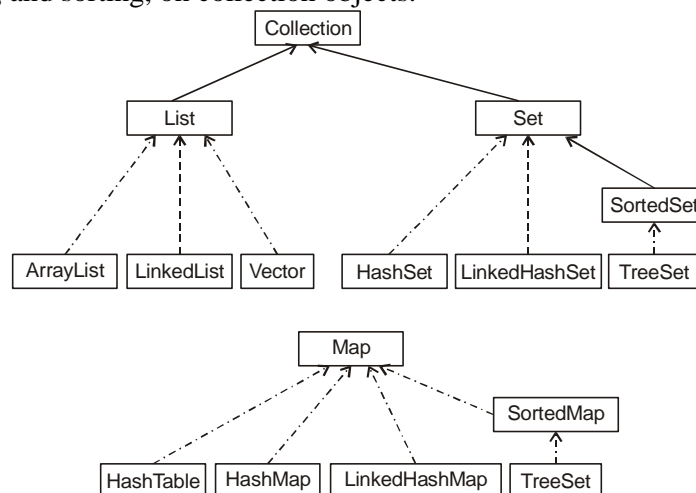 and sorting, on collection objects.
Collection
List
Set
SortedSet
ArrayList
LinkedList
Vector
HashSet
LinkedHashSet
TreeSet
Map
SortedMap
HashTable
HashMap
LinkedHashMap
TreeSet